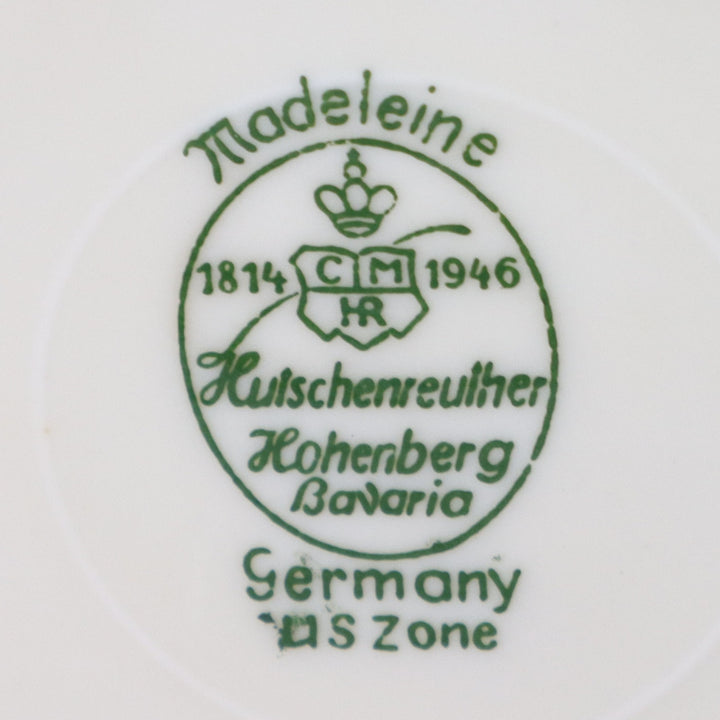 Madeleine
1814 C M 1946
HR
Hutschenreuther
Hohenberg
Bavaria
Germany
US Zone